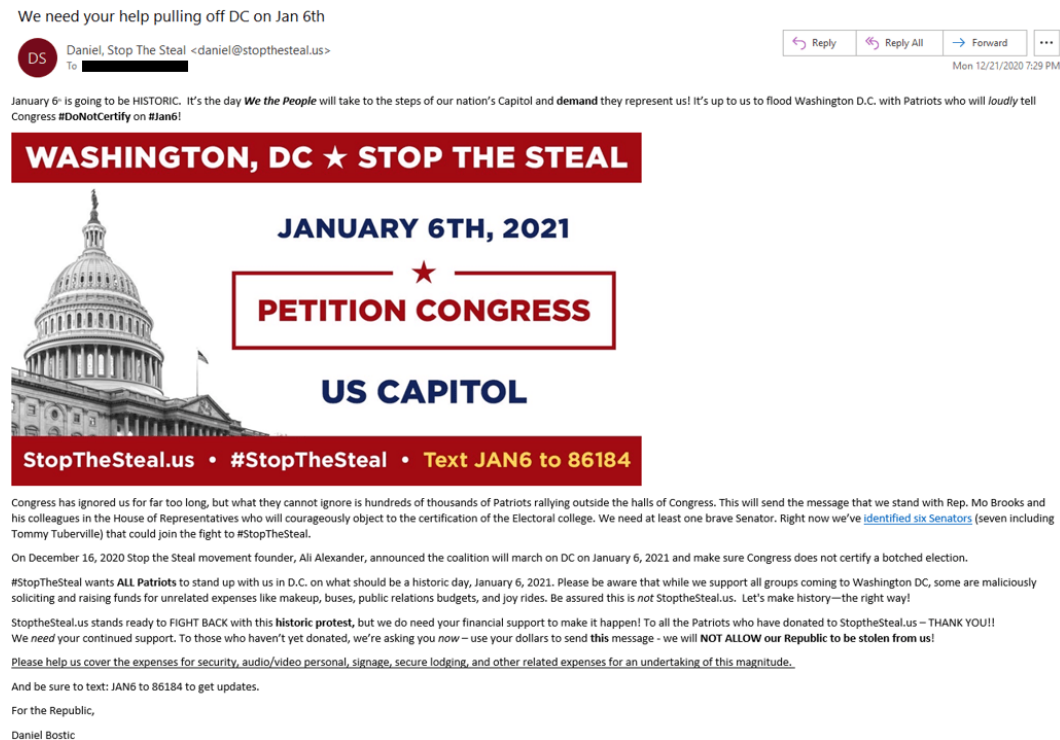 We need your help pulling off DC on Jan 6th
DS
Daniel, Stop The Steal <daniel@stopthesteal.us>
To
Reply
Reply All
Forward
Mon 12/21/2020 7:29 PM
January 6th is going to be HISTORIC. It's the day We the People will take to the steps of our nation's Capitol and demand they represent us! It's up to us to flood Washington D.C. with Patriots who will loudly tell
Congress #DoNotCertify on #Jan6!
WASHINGTON, DC ★ STOP THE STEAL
JANUARY 6TH, 2021
PETITION CONGRESS
US CAPITOL
StopTheSteal.us • #StopTheSteal • Text JAN6 to 86184
Congress has ignored us for far too long, but what they cannot ignore is hundreds of thousands of Patriots rallying outside the halls of Congress. This will send the message that we stand with Rep. Mo Brooks and
his colleagues in the House of Representatives who will courageously object to the certification of the Electoral college. We need at least one brave Senator. Right now we've identified six Senators (seven including
Tommy Tuberville) that could join the fight to #StopTheSteal.
On December 16, 2020 Stop the Steal movement founder, Ali Alexander, announced the coalition will march on DC on January 6, 2021 and make sure Congress does not certify a botched election.
#StopTheSteal wants ALL Patriots to stand up with us in D.C. on what should be a historic day, January 6, 2021. Please be aware that while we support all groups coming to Washington DC, some are maliciously
soliciting and raising funds for unrelated expenses like makeup, buses, public relations budgets, and joy rides. Be assured this is not StoptheSteal.us. Let's make history—the right way!
StoptheSteal.us stands ready to FIGHT BACK with this historic protest, but we do need your financial support to make it happen! To all the Patriots who have donated to StoptheSteal.us – THANK YOU!!
We need your continued support. To those who haven't yet donated, we're asking you now – use your dollars to send this message - we will NOT ALLOW our Republic to be stolen from us!
Please help us cover the expenses for security, audio/video personal, signage, secure lodging, and other related expenses for an undertaking of this magnitude.
And be sure to text: JAN6 to 86184 to get updates.
For the Republic,
Daniel Bostic